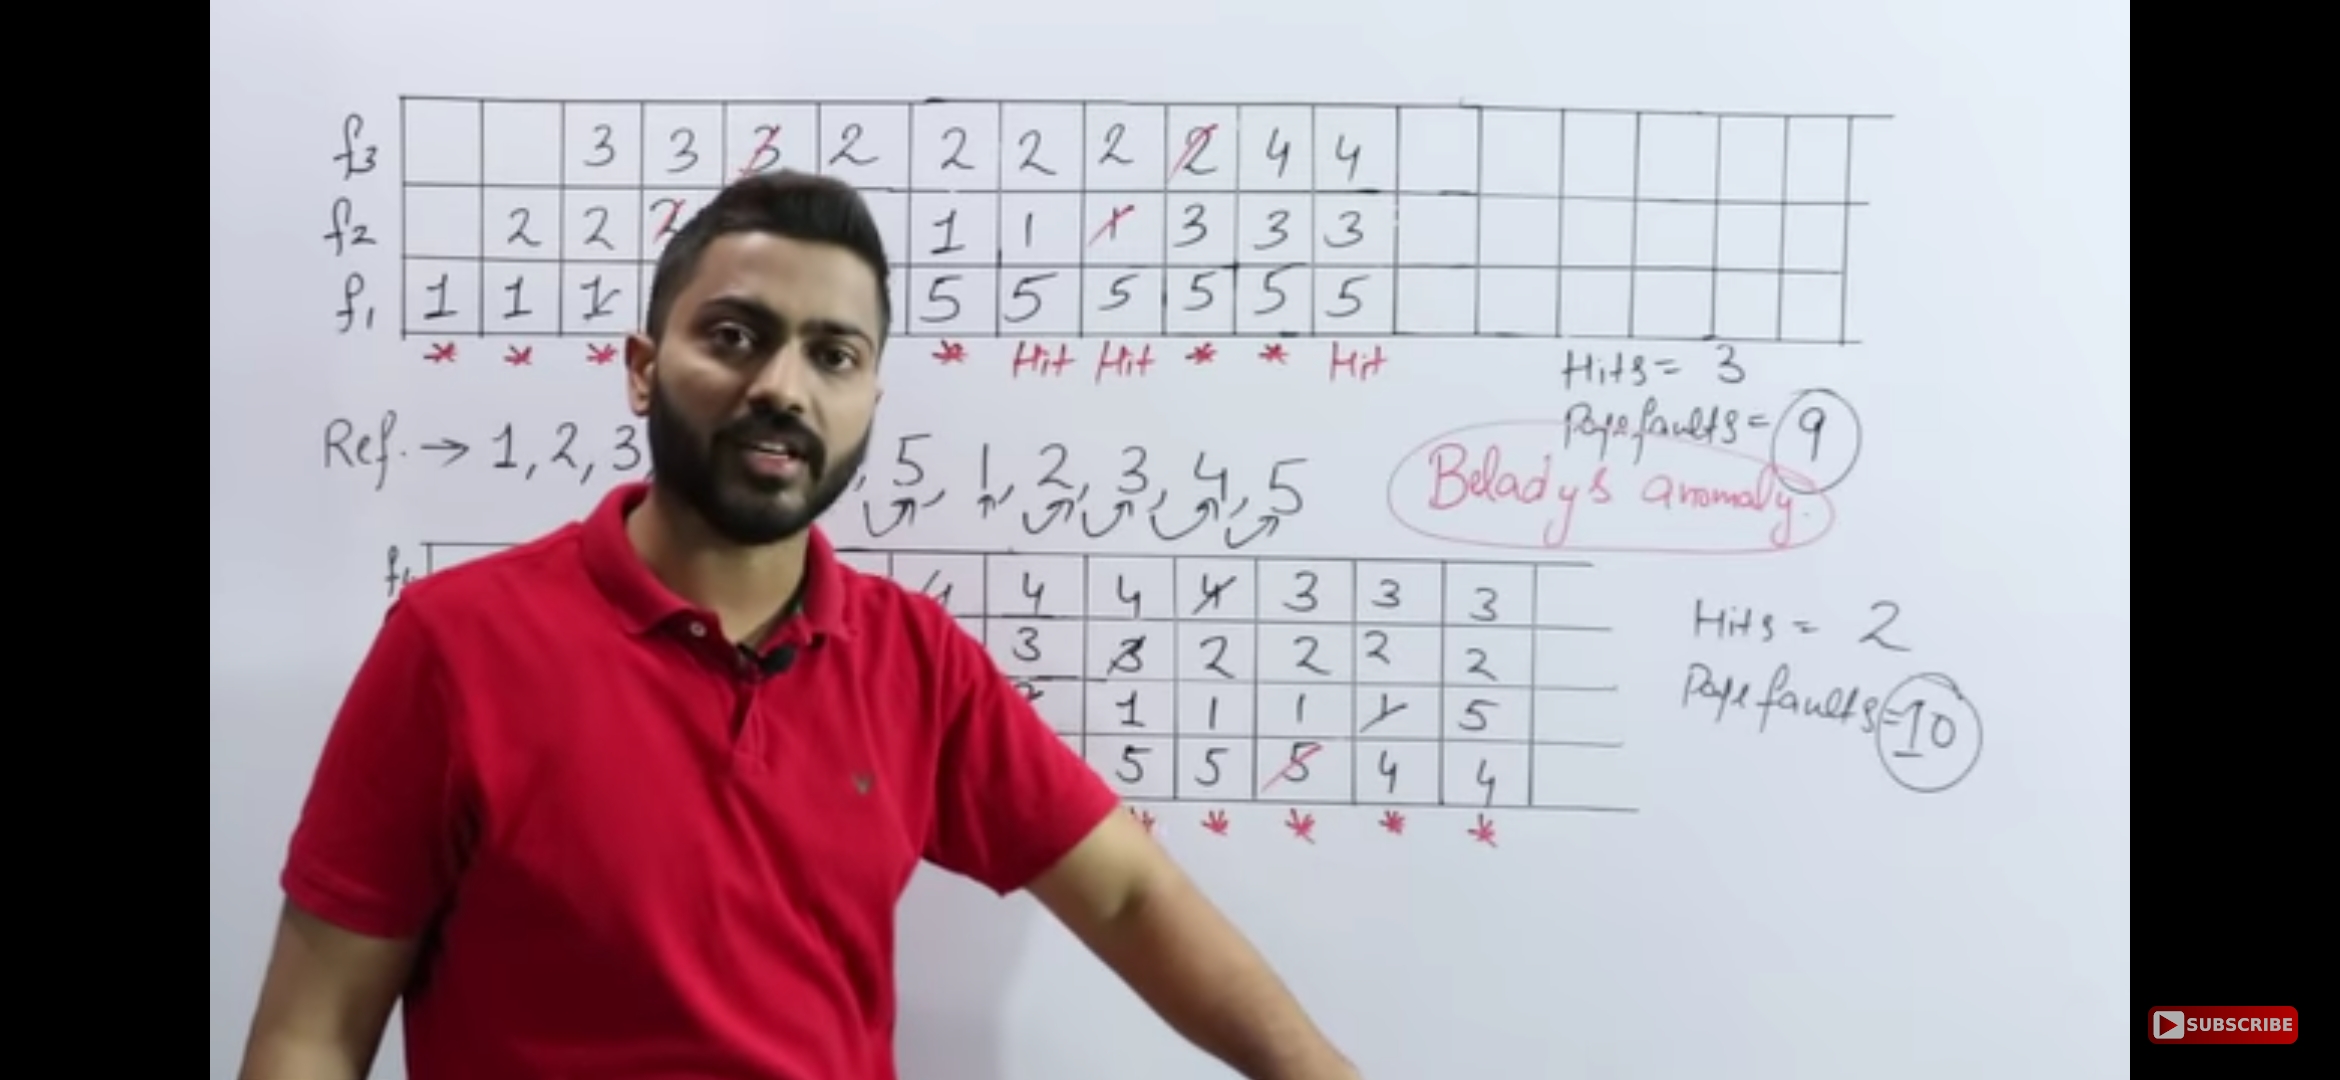 f3 3 3 3 2 2 2 2 2 4 4
f2 2 2 2 1 1 1 3 3 3
f1 1 1 1 5 5 5 5 5 5
* * * * Hit Hit * * Hit
Hits = 3
Page faults = 9
Ref. → 1, 2, 3, 5, 1, 2, 3, 4, 5
Belady's anomaly.
4 4 4 4 3 3 3
3 3 2 2 2 2
1 1 1 1 5
5 5 5 4 4
* * * * *
Hits = 2
Page faults = 10
SUBSCRIBE